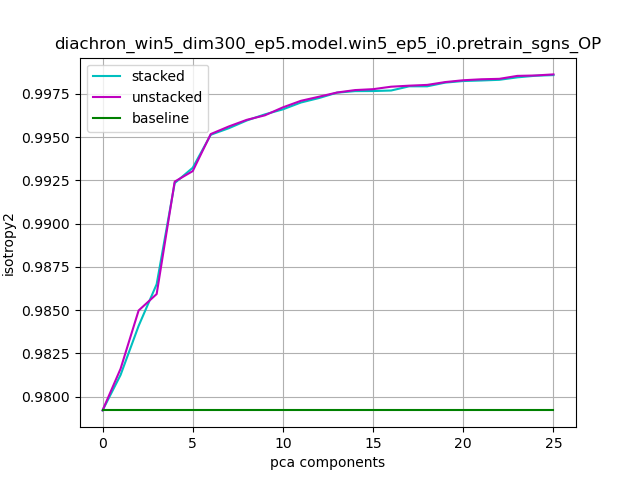 diachron_win5_dim300_ep5.model.win5_ep5_i0.pretrain_sgns_OP
stacked
unstacked
baseline
0.9975
0.9950
0.9925
0.9900
0.9875
0.9850
0.9825
0.9800
isotropy2
0 5 10 15 20 25
pca components